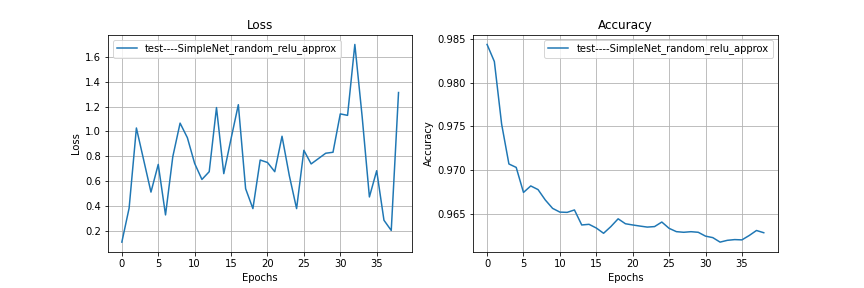 Loss
test----SimpleNet_random_relu_approx
1.6
1.4
1.2
1.0
0.8
0.6
0.4
0.2
Loss
0 5 10 15 20 25 30 35
Epochs
Accuracy
test----SimpleNet_random_relu_approx
0.985
0.980
0.975
0.970
0.965
Accuracy
0 5 10 15 20 25 30 35
Epochs